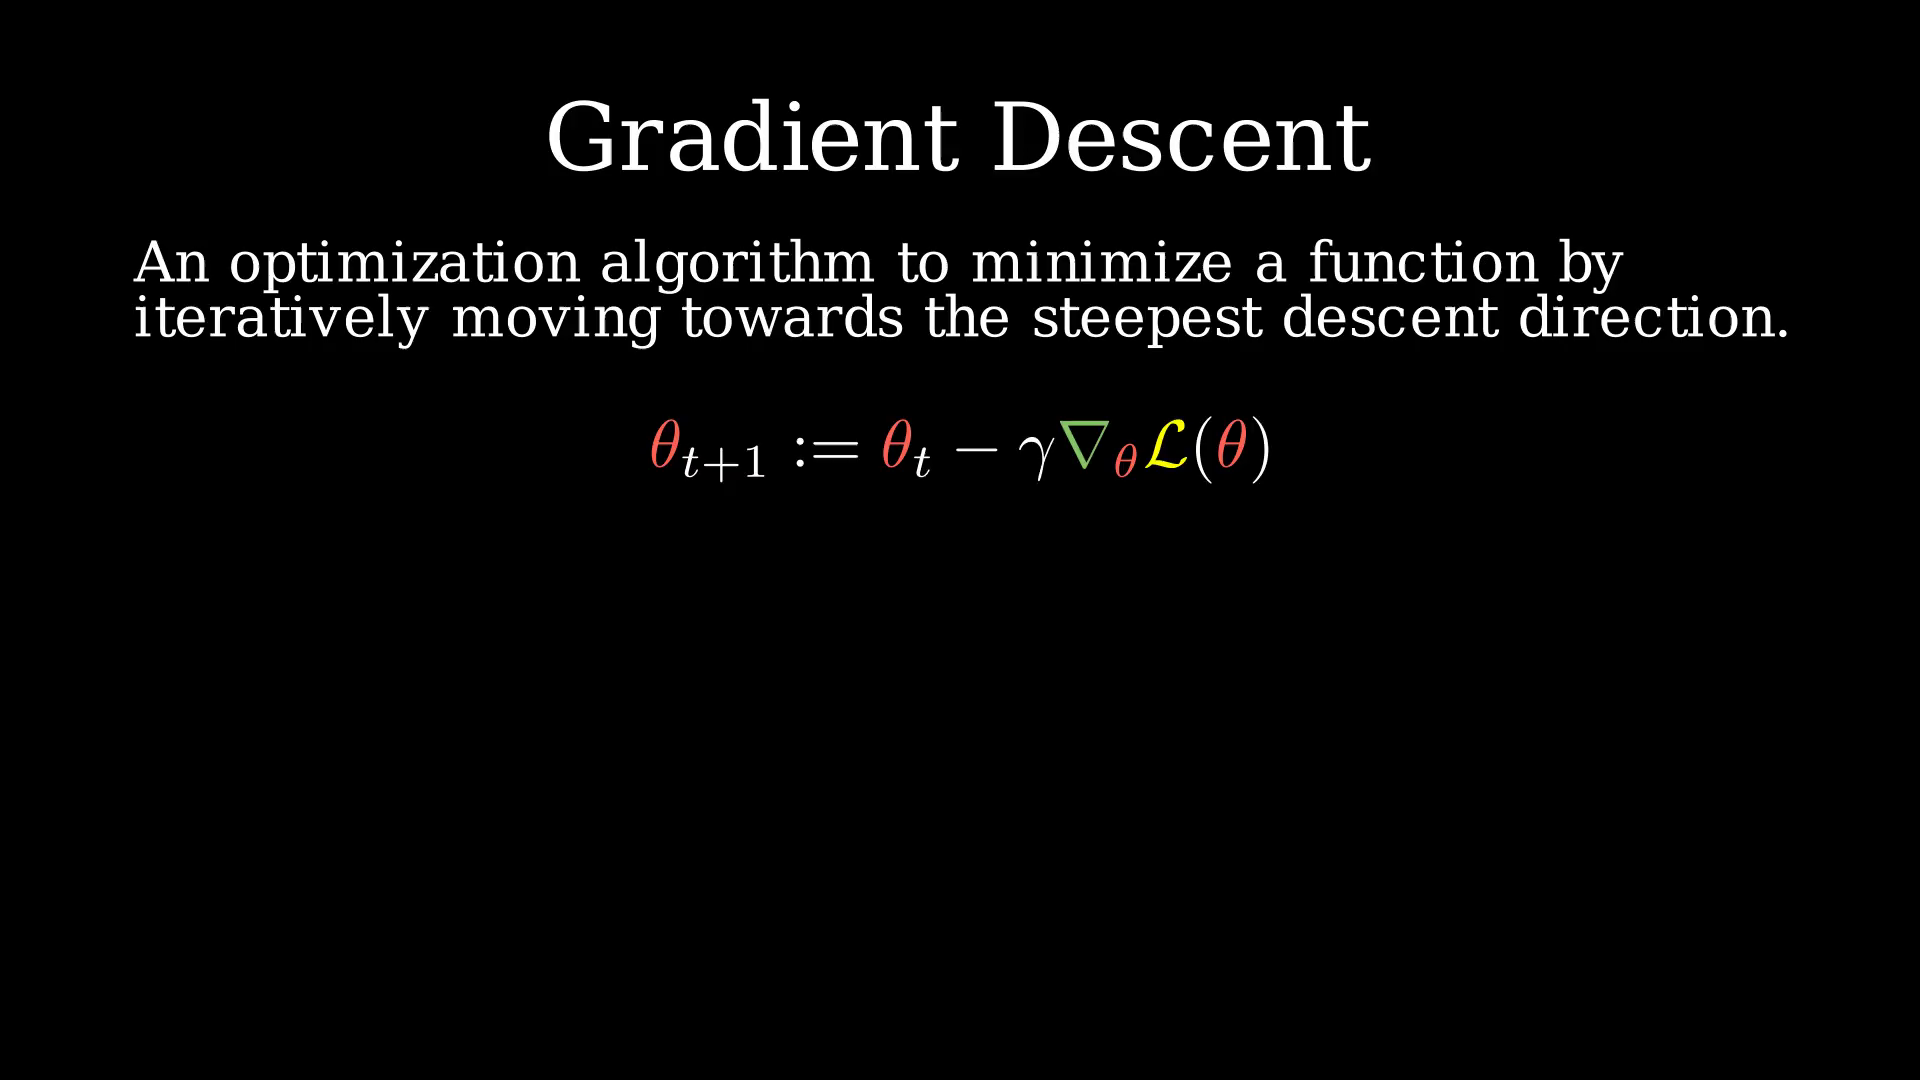 Gradient Descent
An optimization algorithm to minimize a function by
iteratively moving towards the steepest descent direction.
θ_{t+1} := θ_t − γ∇_θ ℒ(θ)